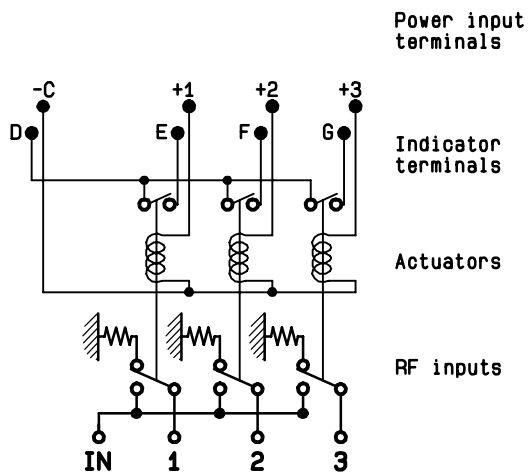 Power input
terminals
-C +1 +2 +3
D E F G
Indicator
terminals
Actuators
RF inputs
IN 1 2 3